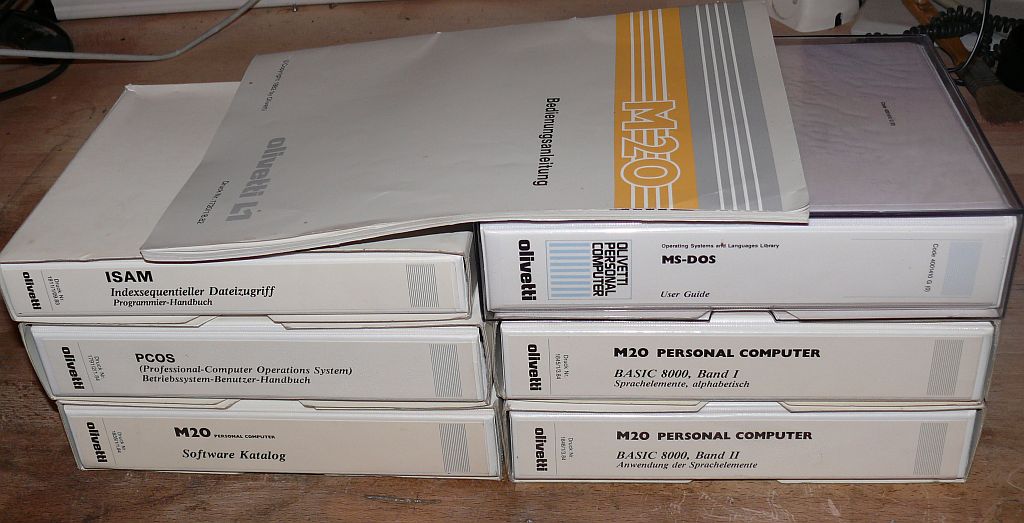 M20
Bedienungsanleitung
olivetti L1
olivetti
ISAM
Indexsequentieller Dateizugriff
Programmier-Handbuch
olivetti
OLIVETTI
PERSONAL
COMPUTER
Operating Systems and Languages Library
MS-DOS
User Guide
olivetti
PCOS
(Professional-Computer Operations System)
Betriebssystem-Benutzer-Handbuch
olivetti
M20 PERSONAL COMPUTER
BASIC 8000, Band I
Sprachelemente, alphabetisch
olivetti
M20 PERSONAL COMPUTER
Software Katalog
olivetti
M20 PERSONAL COMPUTER
BASIC 8000, Band II
Anwendung der Sprachelemente